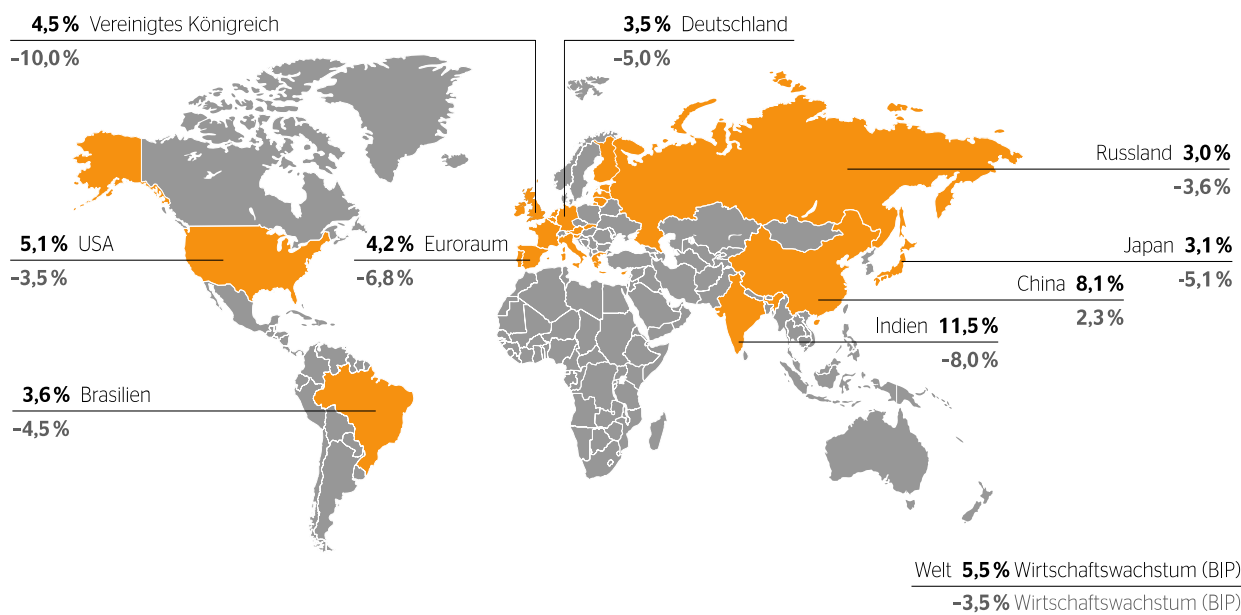 4,5 % Vereinigtes Königreich
–10,0 %
3,5 % Deutschland
–5,0 %
Russland 3,0 %
–3,6 %
5,1 % USA
–3,5 %
4,2 % Euroraum
–6,8 %
Japan 3,1 %
–5,1 %
China 8,1 %
2,3 %
Indien 11,5 %
–8,0 %
3,6 % Brasilien
–4,5 %
Welt 5,5 % Wirtschaftswachstum (BIP)
–3,5 % Wirtschaftswachstum (BIP)